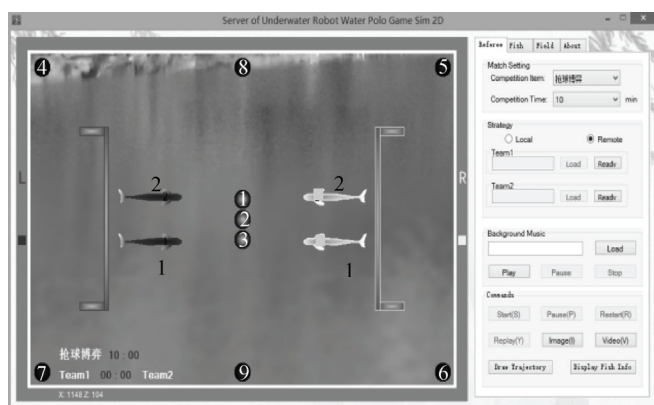 Server of Underwater Robot Water Polo Game Sim 2D
4 8 5
L R
2 2
1
2
3
1 1
抢球博弈 10 : 00
Team1 00 : 00 Team2
7 9 6
X: 1148 Z: 104
Referee Fish Field About
Match Setting
Competition Item: 抢球博弈
Competition Time: 10 min
Strategy
Local Remote
Team1
Load Ready
Team2
Load Ready
Background Music
Load
Play Pause Stop
Commands
Start(S) Pause(P) Restart(R)
Replay(Y) Image(I) Video(V)
Draw Trajectory Display Fish Info